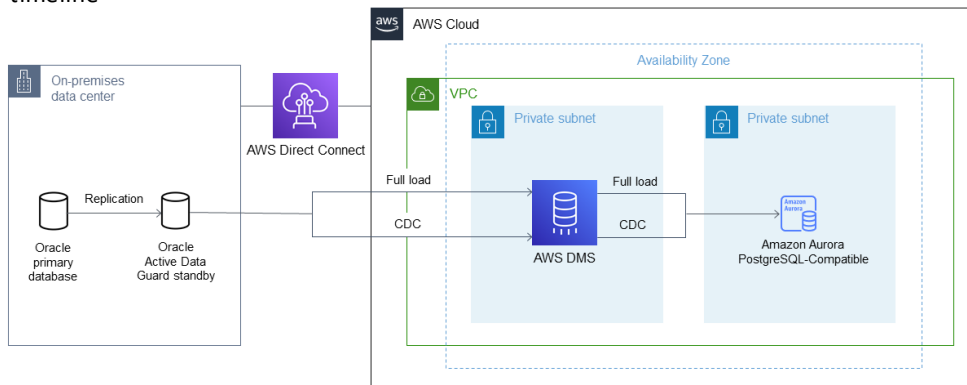 timeline
aws
AWS Cloud
Availability Zone
On-premises
data center
VPC
Private subnet
Private subnet
AWS Direct Connect
Full load
Full load
Replication
CDC
CDC
Amazon
Aurora
Oracle
primary
database
Oracle
Active Data
Guard standby
AWS DMS
Amazon Aurora
PostgreSQL-Compatible